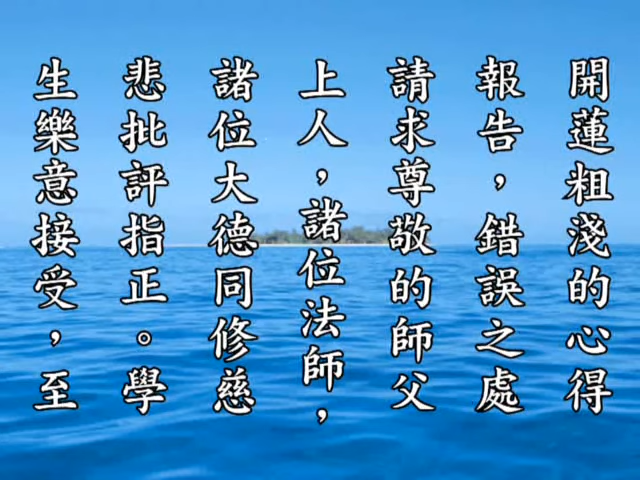 開蓮粗淺的心得
報告，錯誤之處
請求尊敬的師父
上人，諸位法師，
諸位大德同修慈
悲批評指正。學
生樂意接受，至